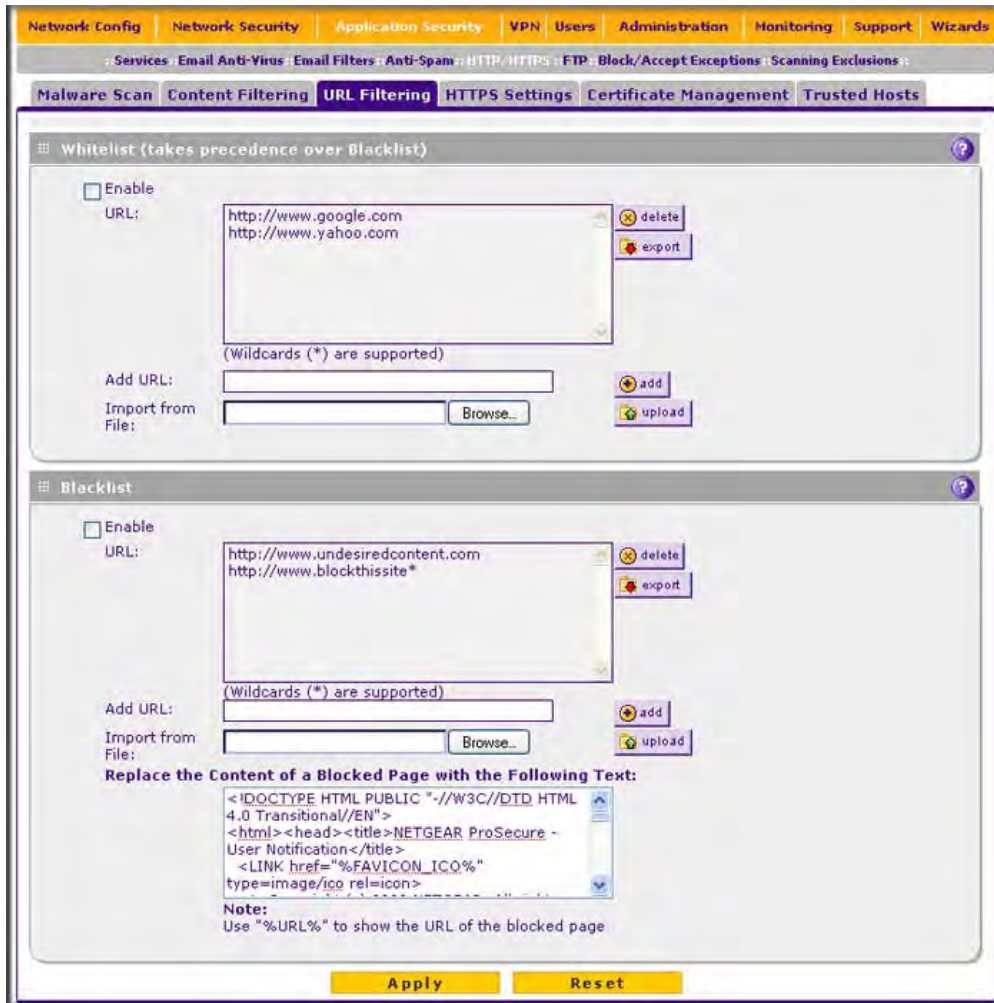 Network Config Network Security Application Security VPN Users Administration Monitoring Support Wizards
Services Email Anti-Virus Email Filters Anti-Spam HTTP/HTTPS FTP Block/Accept Exceptions Scanning Exclusions
Malware Scan Content Filtering URL Filtering HTTPS Settings Certificate Management Trusted Hosts
Whitelist (takes precedence over Blacklist) ?
Enable
URL:
http://www.google.com
http://www.yahoo.com
delete
export
(Wildcards (*) are supported)
Add URL: add
Import from File: Browse... upload
Blacklist ?
Enable
URL:
http://www.undesiredcontent.com
http://www.blockthissite*
delete
export
(Wildcards (*) are supported)
Add URL: add
Import from File: Browse... upload
Replace the Content of a Blocked Page with the Following Text:
<!DOCTYPE HTML PUBLIC "-//W3C//DTD HTML
4.0 Transitional//EN">
<html><head><title>NETGEAR ProSecure -
User Notification</title>
<LINK href="%FAVICON_ICO%"
type=image/ico rel=icon>
Note:
Use "%URL%" to show the URL of the blocked page
Apply Reset